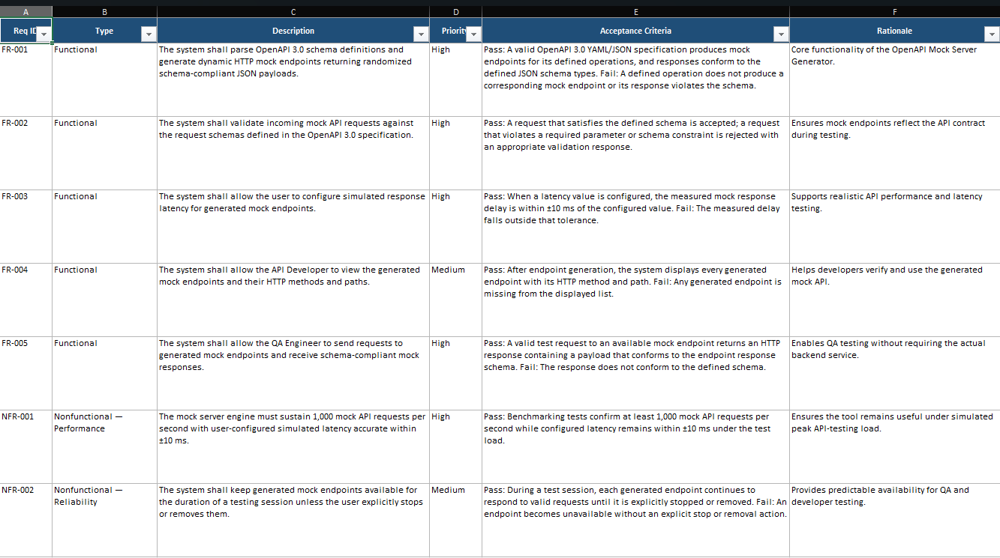 A B C D E F
Req ID Type Description Priority Acceptance Criteria Rationale
FR-001
Functional
The system shall parse OpenAPI 3.0 schema definitions and
generate dynamic HTTP mock endpoints returning randomized
schema-compliant JSON payloads.
High
Pass: A valid OpenAPI 3.0 YAML/JSON specification produces mock
endpoints for its defined operations, and responses conform to the
defined JSON schema types. Fail: A defined operation does not produce a
corresponding mock endpoint or its response violates the schema.
Core functionality of the OpenAPI Mock Server
Generator.
FR-002
Functional
The system shall validate incoming mock API requests against
the request schemas defined in the OpenAPI 3.0 specification.
High
Pass: A request that satisfies the defined schema is accepted; a request
that violates a required parameter or schema constraint is rejected with
an appropriate validation response.
Ensures mock endpoints reflect the API contract
during testing.
FR-003
Functional
The system shall allow the user to configure simulated response
latency for generated mock endpoints.
High
Pass: When a latency value is configured, the measured mock response
delay is within ±10 ms of the configured value. Fail: The measured delay
falls outside that tolerance.
Supports realistic API performance and latency
testing.
FR-004
Functional
The system shall allow the API Developer to view the generated
mock endpoints and their HTTP methods and paths.
Medium
Pass: After endpoint generation, the system displays every generated
endpoint with its HTTP method and path. Fail: Any generated endpoint is
missing from the displayed list.
Helps developers verify and use the generated
mock API.
FR-005
Functional
The system shall allow the QA Engineer to send requests to
generated mock endpoints and receive schema-compliant mock
responses.
High
Pass: A valid test request to an available mock endpoint returns an HTTP
response containing a payload that conforms to the endpoint response
schema. Fail: The response does not conform to the defined schema.
Enables QA testing without requiring the actual
backend service.
NFR-001
Nonfunctional —
Performance
The mock server engine must sustain 1,000 mock API requests per
second with user-configured simulated latency accurate within
±10 ms.
High
Pass: Benchmarking tests confirm at least 1,000 mock API requests per
second while configured latency remains within ±10 ms under the test
load.
Ensures the tool remains useful under simulated
peak API-testing load.
NFR-002
Nonfunctional —
Reliability
The system shall keep generated mock endpoints available for
the duration of a testing session unless the user explicitly stops
or removes them.
Medium
Pass: During a test session, each generated endpoint continues to
respond to valid requests until it is explicitly stopped or removed. Fail: An
endpoint becomes unavailable without an explicit stop or removal action.
Provides predictable availability for QA and
developer testing.